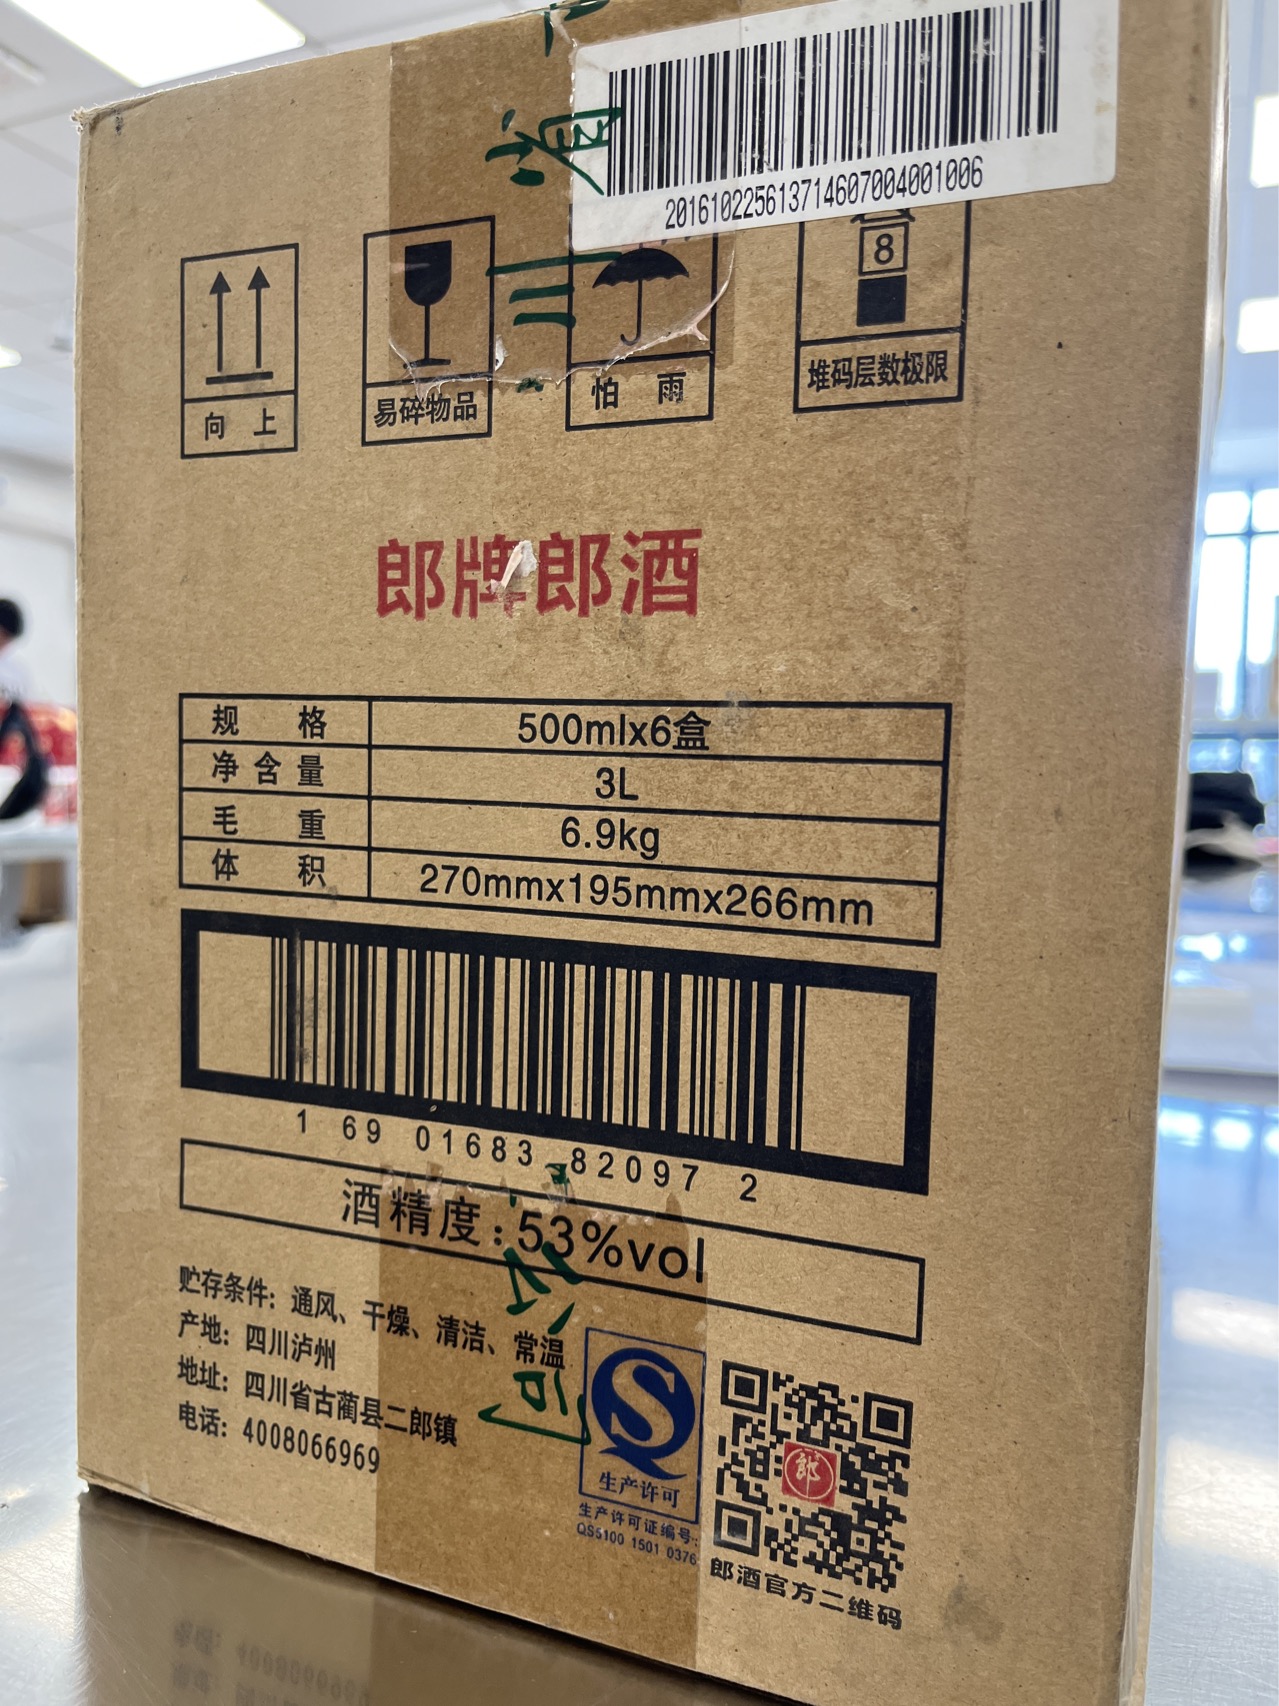 201610225613714607004001006
8
向 上
易碎物品
怕 雨
堆码层数极限
郎牌郎酒
规 格 500mlx6盒
净含量 3L
毛 重 6.9kg
体 积 270mmx195mmx266mm
1 69 01683 82097 2
酒精度:53%vol
贮存条件: 通风、干燥、清洁、常温
产地: 四川泸州
地址: 四川省古蔺县二郎镇
电话: 4008066969
生产许可
生产许可证编号:
QS5100 1501 0376
郎
郎酒官方二维码
公司